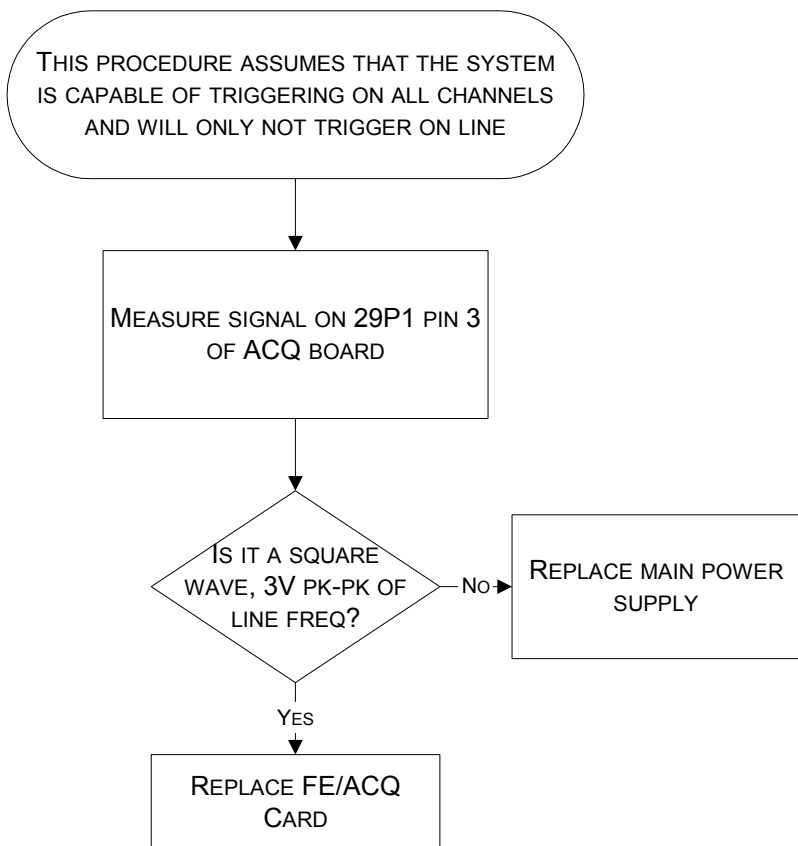 THIS PROCEDURE ASSUMES THAT THE SYSTEM
IS CAPABLE OF TRIGGERING ON ALL CHANNELS
AND WILL ONLY NOT TRIGGER ON LINE
MEASURE SIGNAL ON 29P1 PIN 3
OF ACQ BOARD
IS IT A SQUARE
WAVE, 3V PK-PK OF
LINE FREQ?
NO
REPLACE MAIN POWER
SUPPLY
YES
REPLACE FE/ACQ
CARD